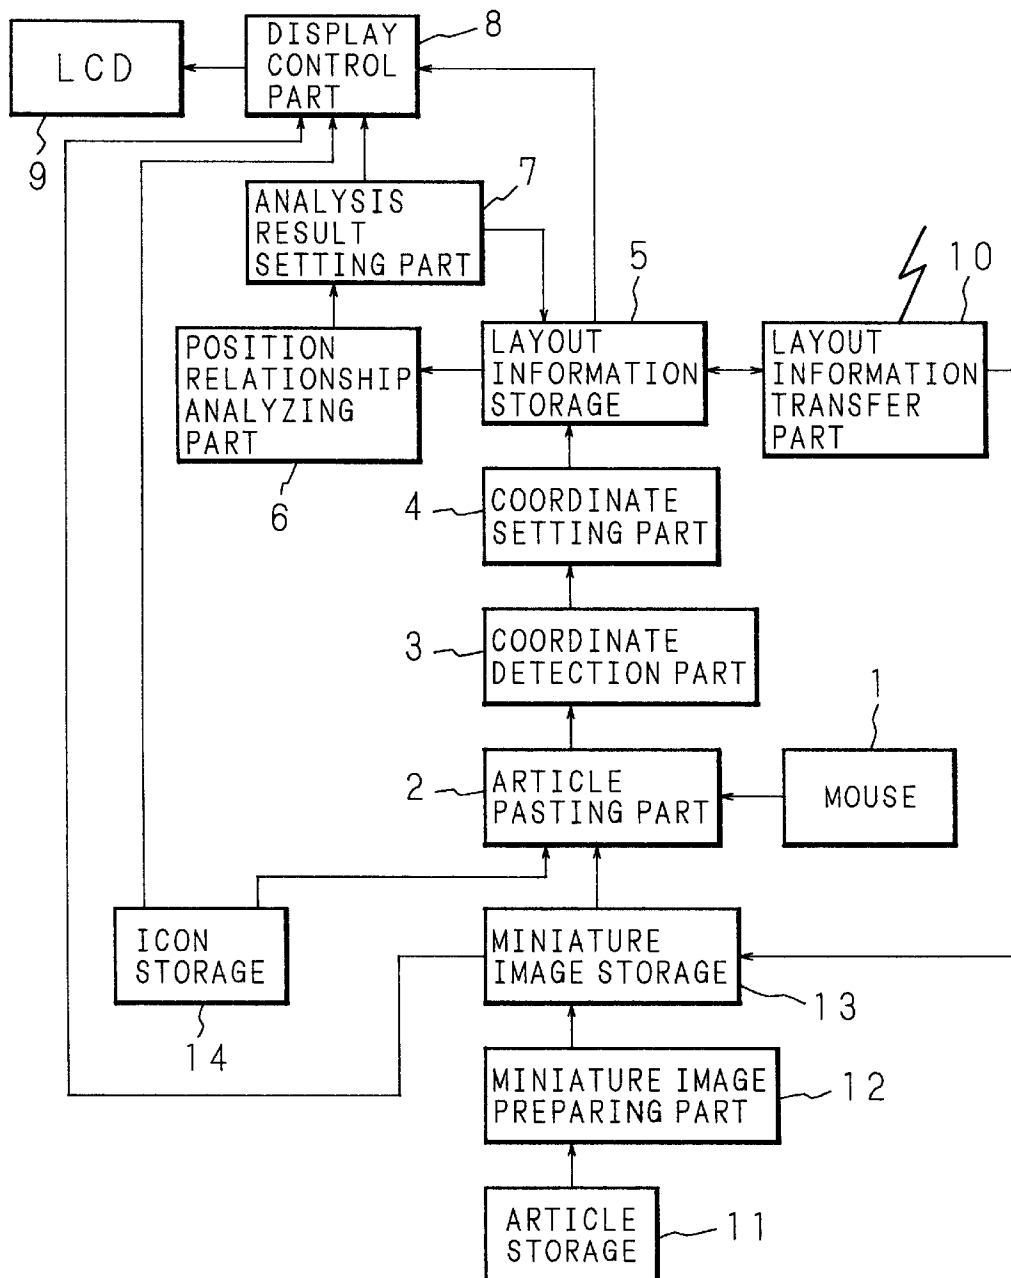 LCD
9
DISPLAY
CONTROL
PART
8
ANALYSIS
RESULT
SETTING PART
7
POSITION
RELATIONSHIP
ANALYZING
PART
6
LAYOUT
INFORMATION
STORAGE
5
LAYOUT
INFORMATION
TRANSFER
PART
10
4
COORDINATE
SETTING PART
3
COORDINATE
DETECTION PART
2
ARTICLE
PASTING PART
1
MOUSE
ICON
STORAGE
14
MINIATURE
IMAGE STORAGE
13
MINIATURE IMAGE
PREPARING PART
12
ARTICLE
STORAGE
11